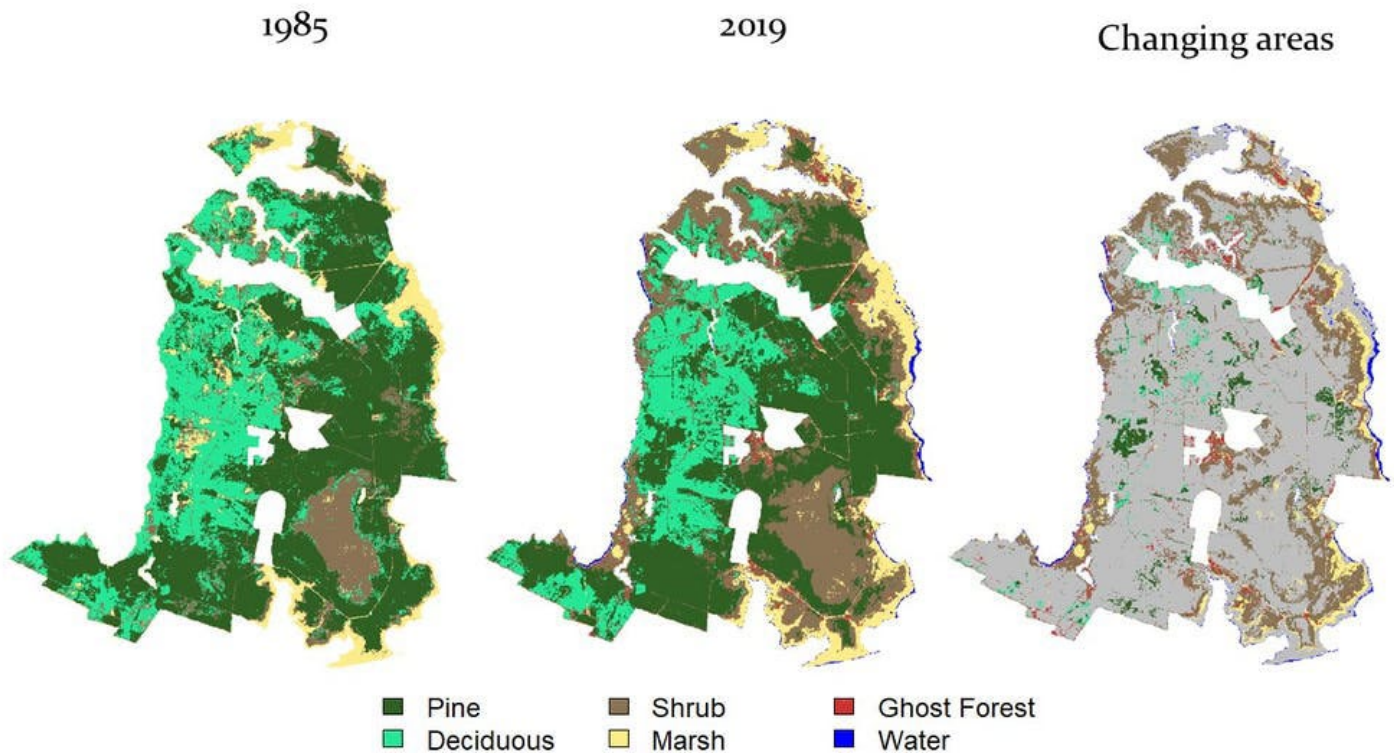 1985
2019
Changing areas
Pine
Shrub
Ghost Forest
Deciduous
Marsh
Water